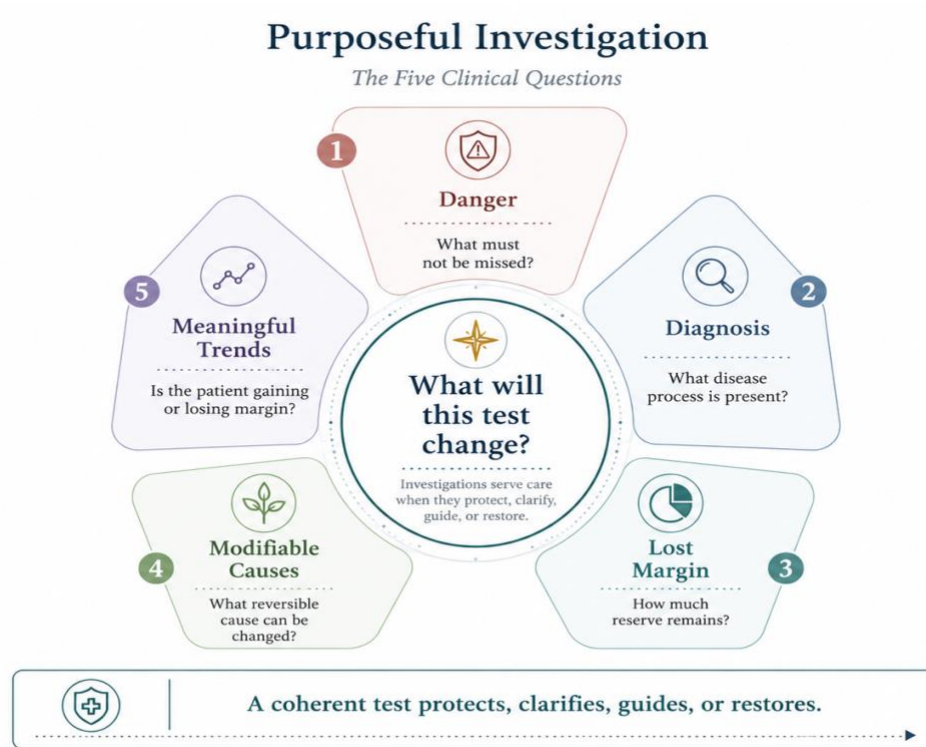 Purposeful Investigation
The Five Clinical Questions
1
Danger
What must
not be missed?
2
Diagnosis
What disease
process is present?
3
Lost
Margin
How much
reserve remains?
4
Modifiable
Causes
What reversible
cause can be
changed?
5
Meaningful
Trends
Is the patient gaining
or losing margin?
What will
this test
change?
Investigations serve care
when they protect, clarify,
guide, or restore.
A coherent test protects, clarifies, guides, or restores.